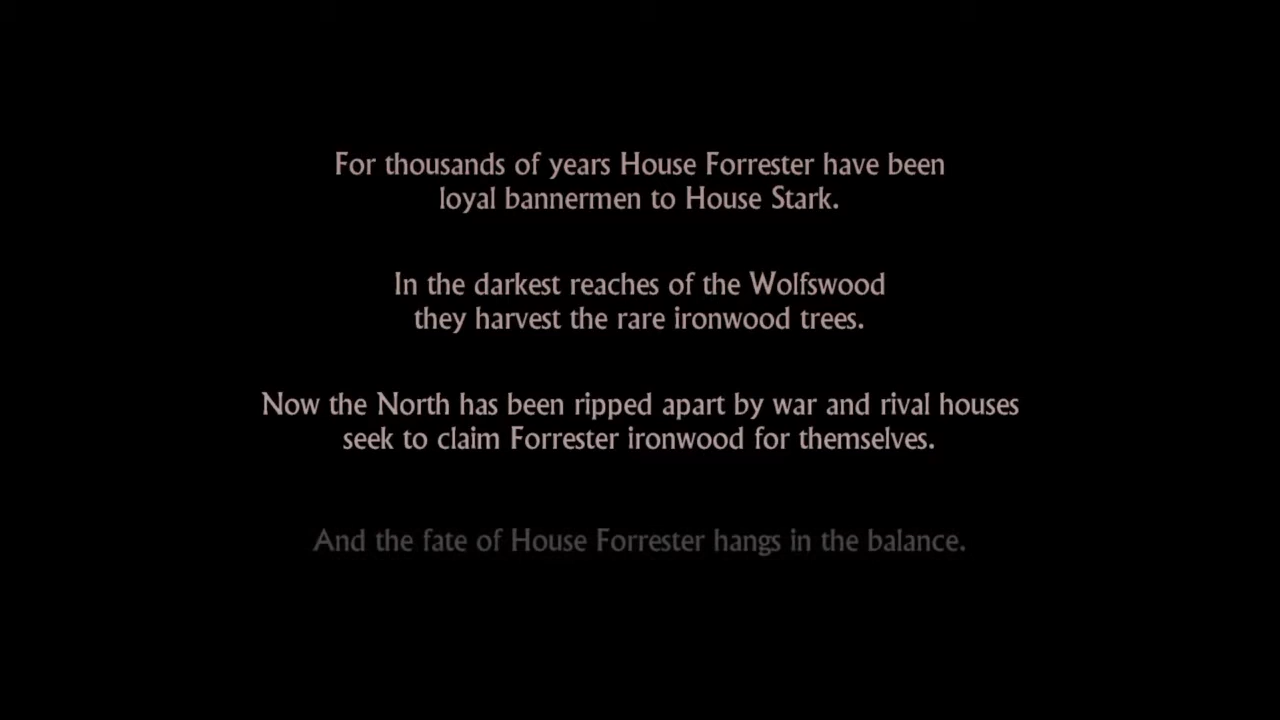 For thousands of years House Forrester have been
loyal bannermen to House Stark.
In the darkest reaches of the Wolfswood
they harvest the rare ironwood trees.
Now the North has been ripped apart by war and rival houses
seek to claim Forrester ironwood for themselves.
And the fate of House Forrester hangs in the balance.